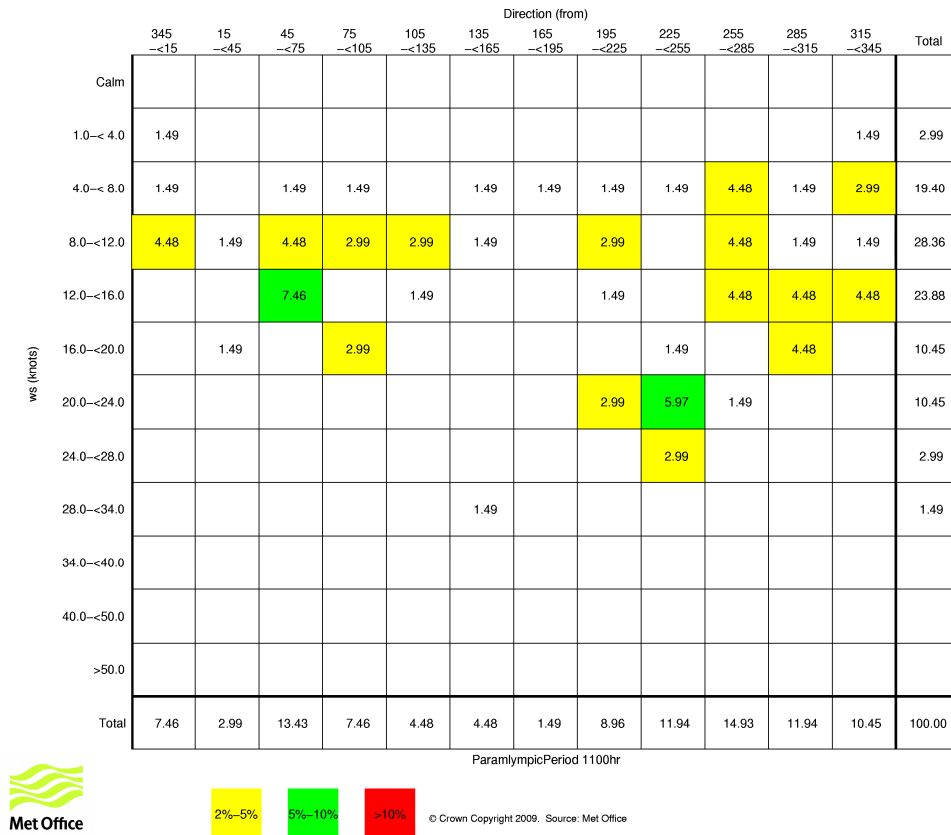 Direction (from)
345 15 45 75 105 135 165 195 225 255 285 315
–<15 –<45 –<75 –<105 –<135 –<165 –<195 –<225 –<255 –<285 –<315 –<345 Total
Calm
1.0–< 4.0 1.49 1.49 2.99
4.0–< 8.0 1.49 1.49 1.49 1.49 1.49 1.49 1.49 4.48 1.49 2.99 19.40
8.0–<12.0 4.48 1.49 4.48 2.99 2.99 1.49 2.99 4.48 1.49 1.49 28.36
12.0–<16.0 7.46 1.49 1.49 4.48 4.48 4.48 23.88
16.0–<20.0 1.49 2.99 1.49 4.48 10.45
ws (knots)
20.0–<24.0 2.99 5.97 1.49 10.45
24.0–<28.0 2.99 2.99
28.0–<34.0 1.49 1.49
34.0–<40.0
40.0–<50.0
>50.0
Total 7.46 2.99 13.43 7.46 4.48 4.48 1.49 8.96 11.94 14.93 11.94 10.45 100.00
ParamlympicPeriod 1100hr
2%–5% 5%–10% >10% © Crown Copyright 2009. Source: Met Office
Met Office